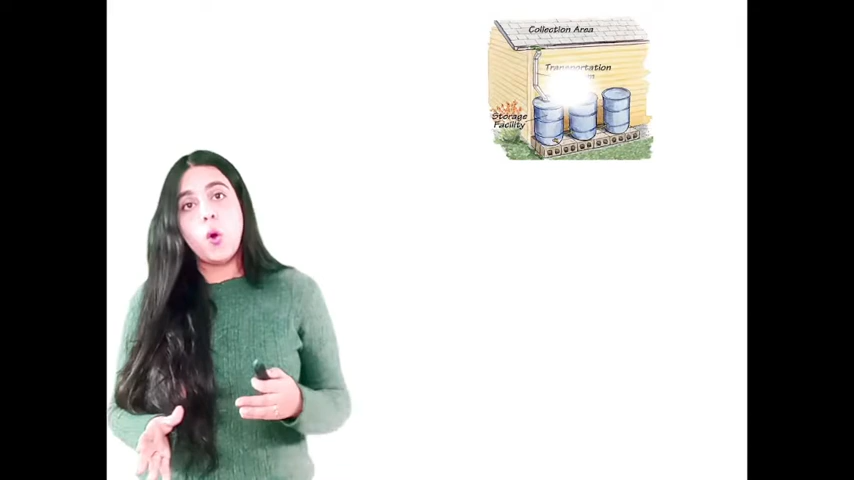 Collection Area
Transportation
Storage
Facility